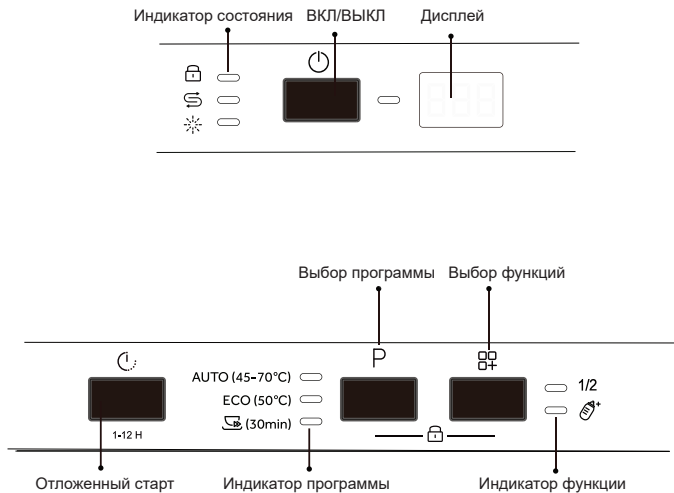 Индикатор состояния ВКЛ/ВЫКЛ Дисплей
888
Выбор программы Выбор функций
P
AUTO (45-70°C)
ECO (50°C) 1/2
(30min)
1-12 H
Отложенный старт Индикатор программы Индикатор функции